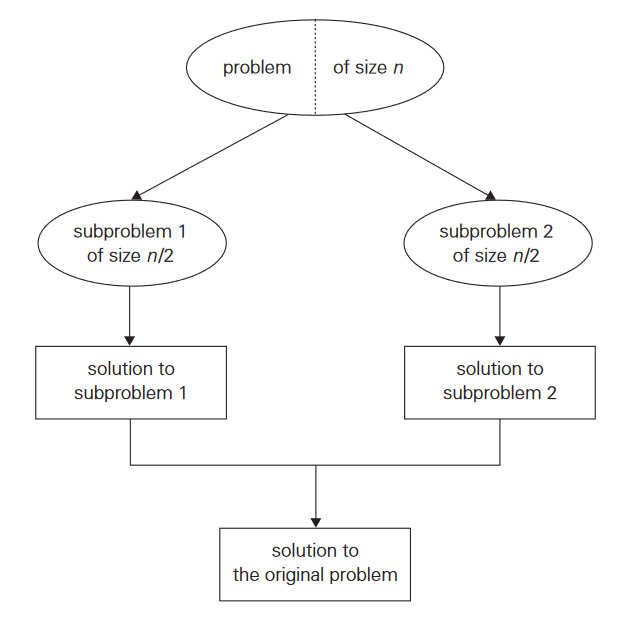 problem of size n
subproblem 1
of size n/2
subproblem 2
of size n/2
solution to
subproblem 1
solution to
subproblem 2
solution to
the original problem